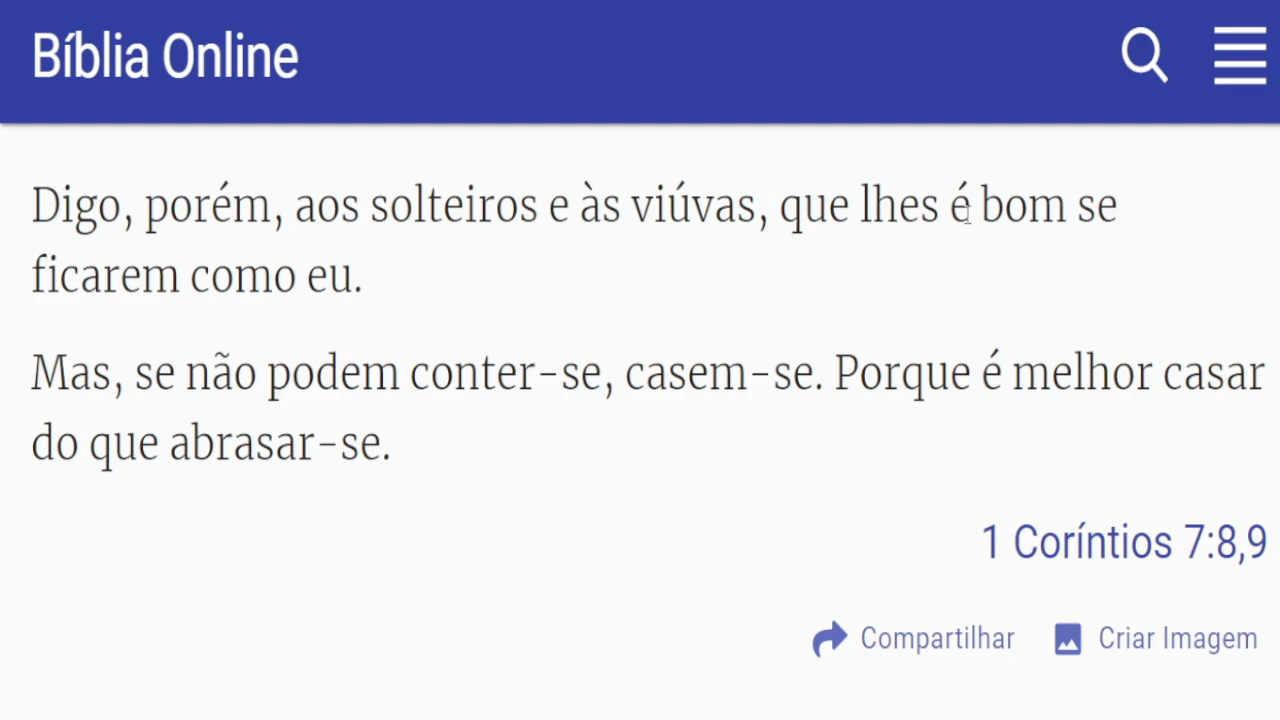 Bíblia Online
Digo, porém, aos solteiros e às viúvas, que lhes é bom se
ficarem como eu.
Mas, se não podem conter-se, casem-se. Porque é melhor casar
do que abrasar-se.
1 Coríntios 7:8,9
Compartilhar Criar Imagem